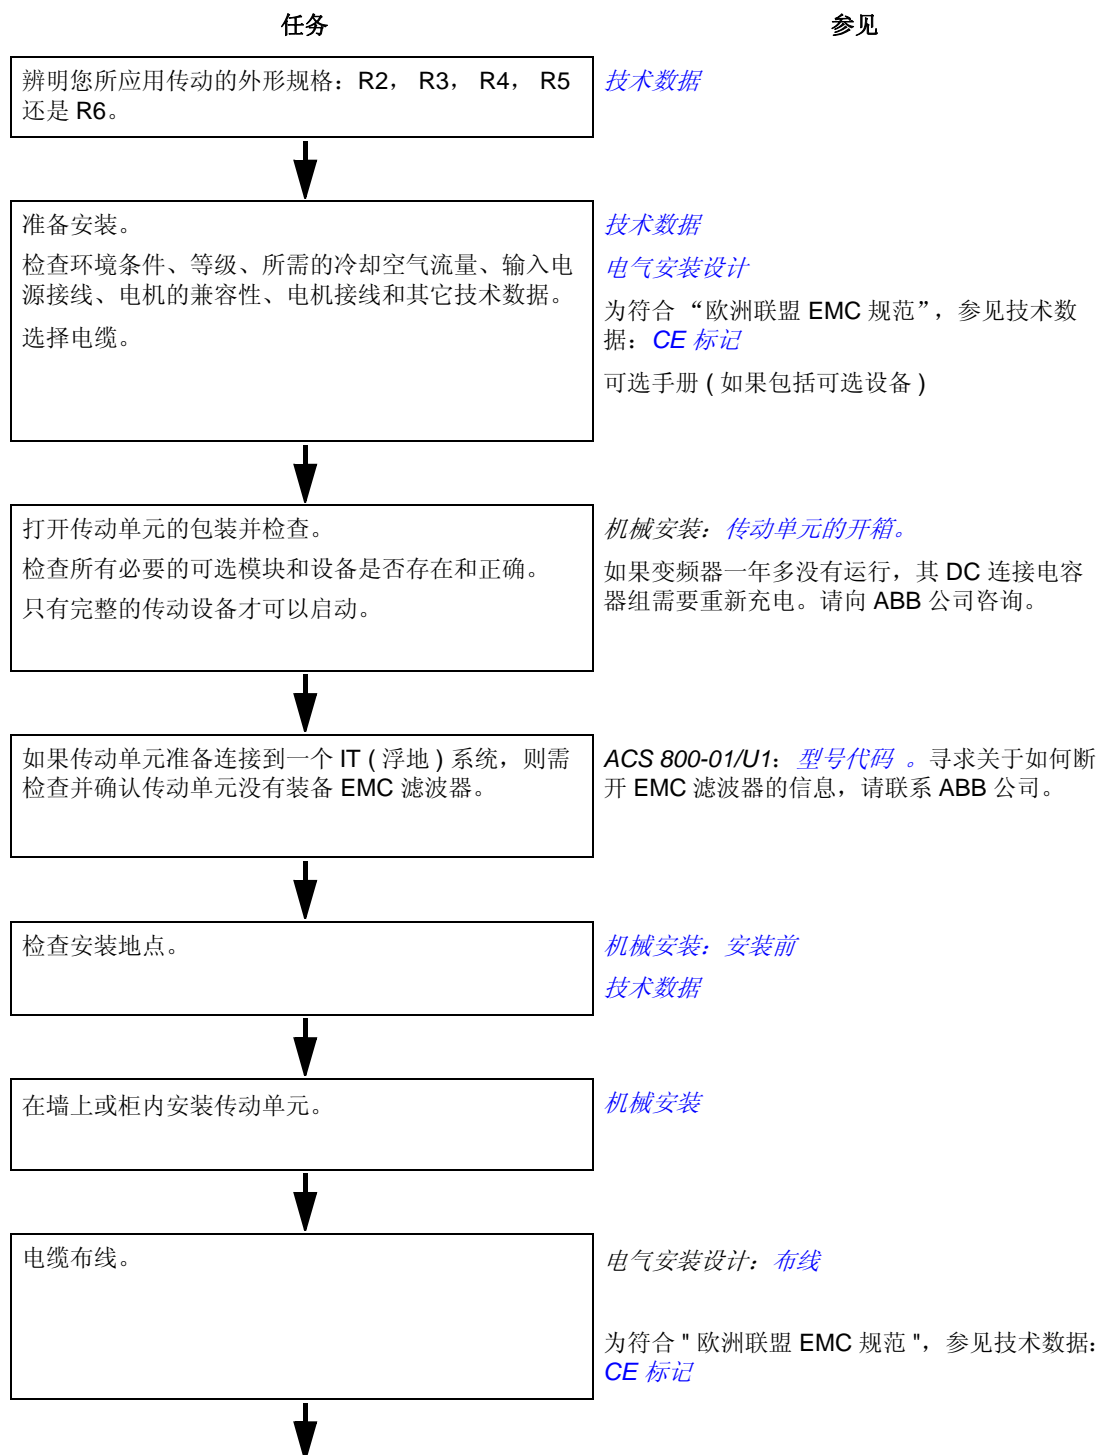 任务
参见
辨明您所应用传动的外形规格：R2， R3， R4， R5
还是 R6。
技术数据
准备安装。
检查环境条件、等级、所需的冷却空气流量、输入电
源接线、电机的兼容性、电机接线和其它技术数据。
选择电缆。
技术数据
电气安装设计
为符合 “欧洲联盟 EMC 规范”，参见技术数
据：CE 标记
可选手册 ( 如果包括可选设备 )
打开传动单元的包装并检查。
检查所有必要的可选模块和设备是否存在和正确。
只有完整的传动设备才可以启动。
机械安装：传动单元的开箱。
如果变频器一年多没有运行，其 DC 连接电容
器组需要重新充电。请向 ABB 公司咨询。
如果传动单元准备连接到一个 IT ( 浮地 ) 系统，则需
检查并确认传动单元没有装备 EMC 滤波器。
ACS 800-01/U1：型号代码 。寻求关于如何断
开 EMC 滤波器的信息，请联系 ABB 公司。
检查安装地点。
机械安装：安装前
技术数据
在墙上或柜内安装传动单元。
机械安装
电缆布线。
电气安装设计：布线
为符合 " 欧洲联盟 EMC 规范 "，参见技术数据：
CE 标记